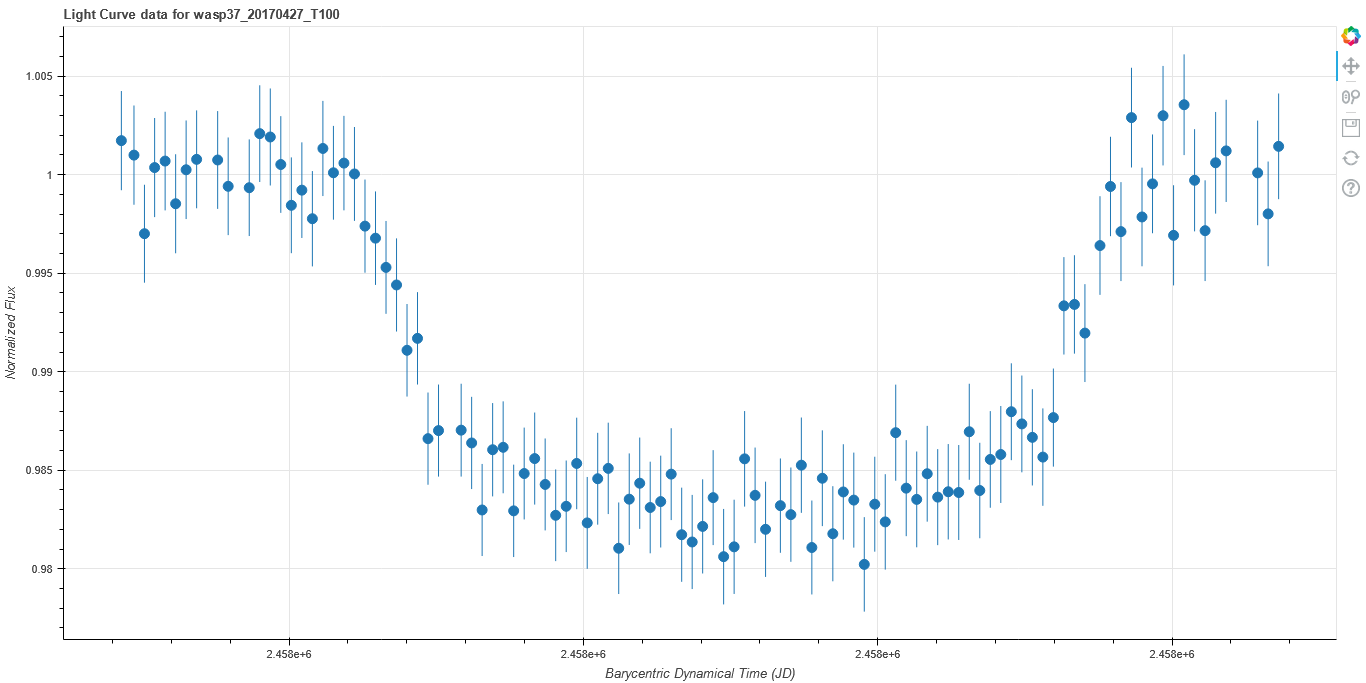 Light Curve data for wasp37_20170427_T100
1.005
1
0.995
0.99
0.985
0.98
Normalized Flux
2.458e+6 2.458e+6 2.458e+6 2.458e+6
Barycentric Dynamical Time (JD)